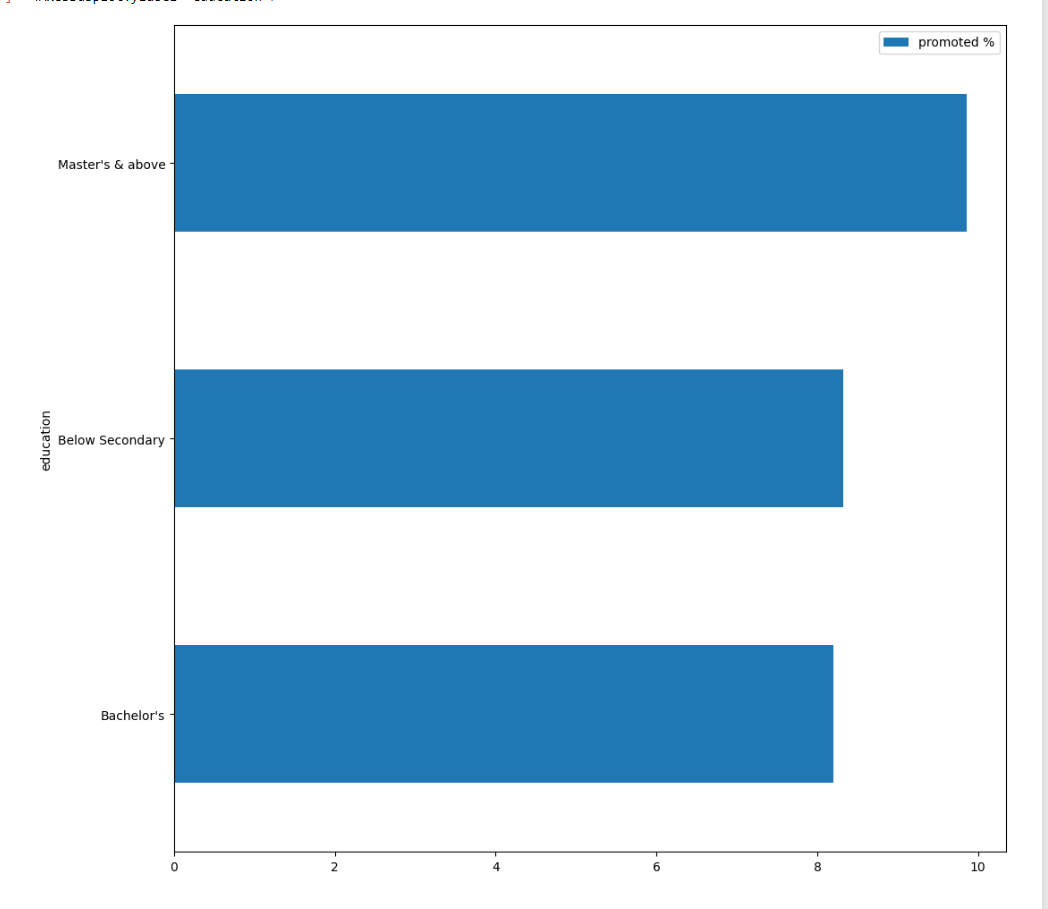 promoted %
Master's & above
education
Below Secondary
Bachelor's
0 2 4 6 8 10